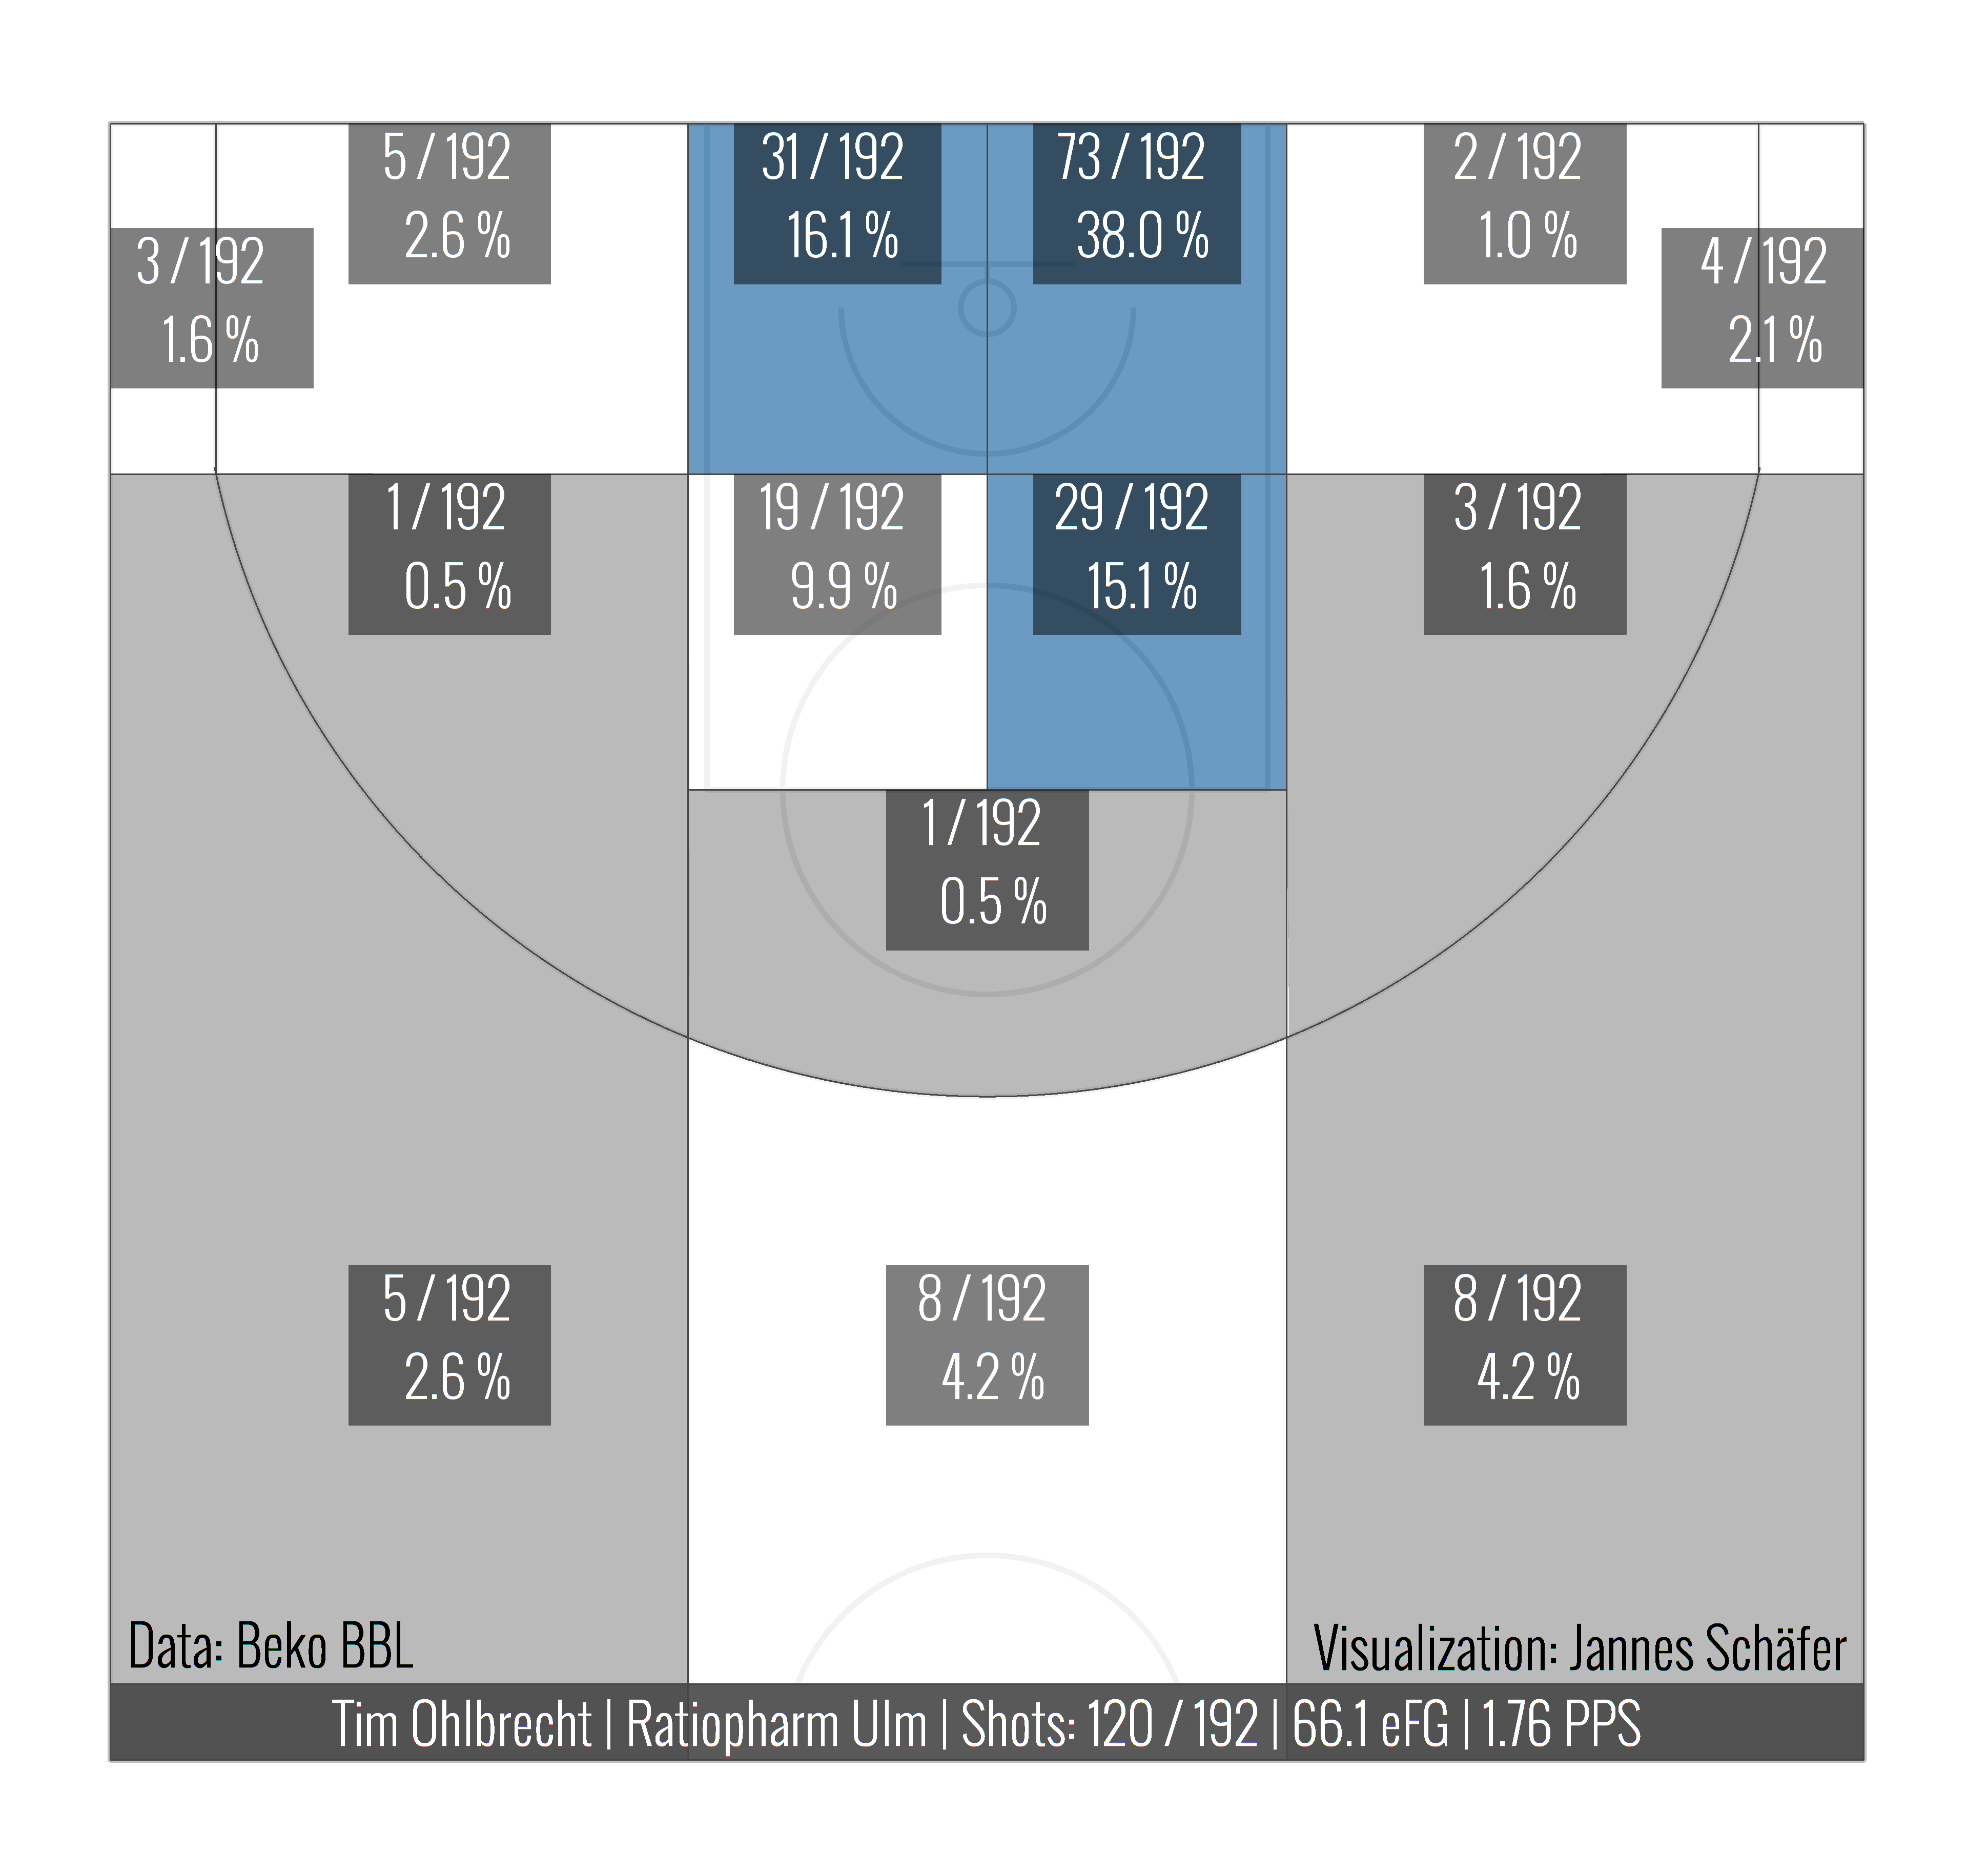 5 / 192
2.6 %
31 / 192
16.1 %
73 / 192
38.0 %
2 / 192
1.0 %
3 / 192
1.6 %
4 / 192
2.1 %
1 / 192
0.5 %
19 / 192
9.9 %
29 / 192
15.1 %
3 / 192
1.6 %
1 / 192
0.5 %
5 / 192
2.6 %
8 / 192
4.2 %
8 / 192
4.2 %
Data: Beko BBL
Visualization: Jannes Schäfer
Tim Ohlbrecht | Ratiopharm Ulm | Shots: 120 / 192 | 66.1 eFG | 1.76 PPS